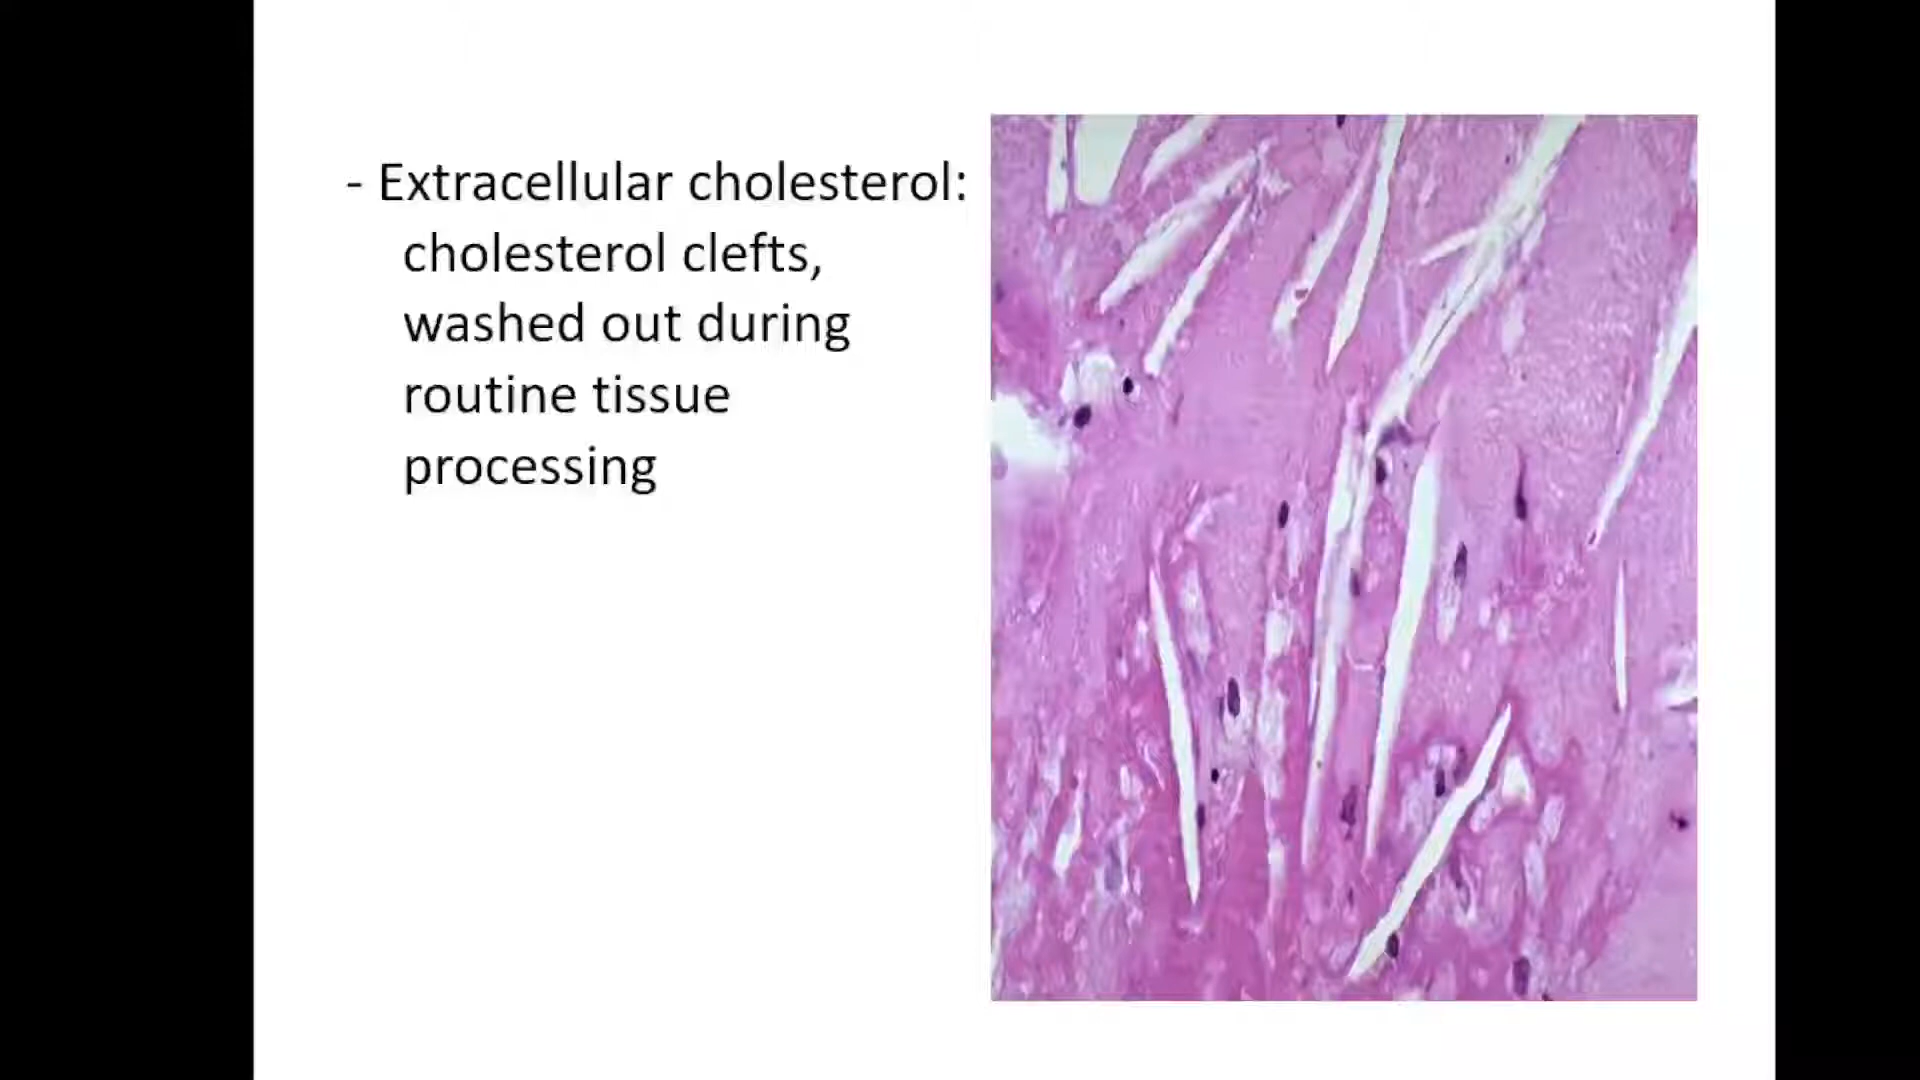 - Extracellular cholesterol:
cholesterol clefts,
washed out during
routine tissue
processing